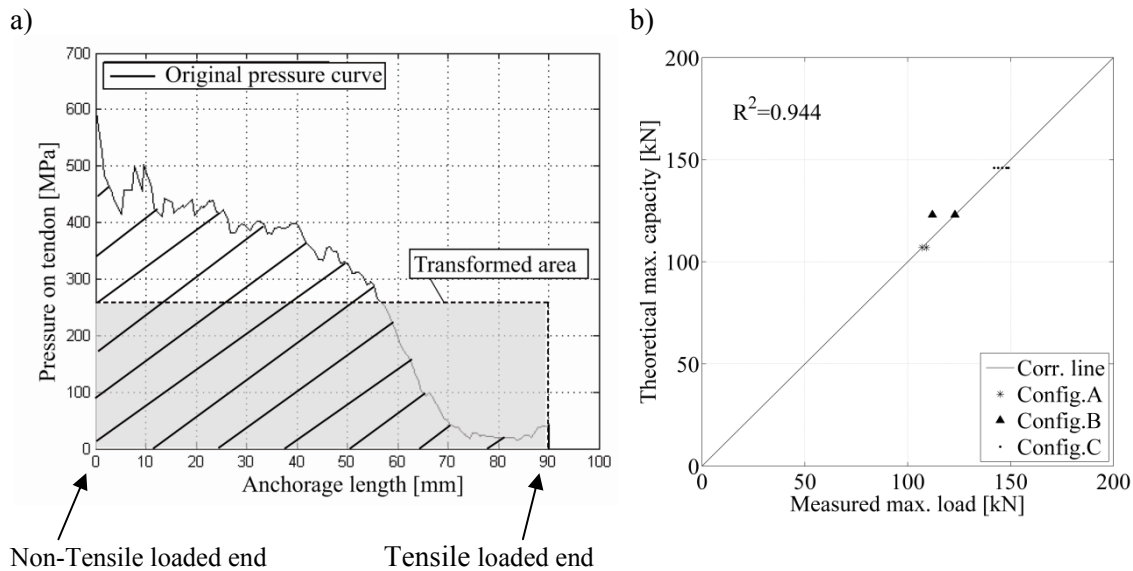 a)
700
600
500
400
300
200
100
0
Pressure on tendon [MPa]
Original pressure curve
Transformed area
0 10 20 30 40 50 60 70 80 90 100
Anchorage length [mm]
Non-Tensile loaded end
Tensile loaded end
b)
200
150
100
50
0
Theoretical max. capacity [kN]
R²=0.944
Corr. line
Config.A
Config.B
Config.C
0 50 100 150 200
Measured max. load [kN]